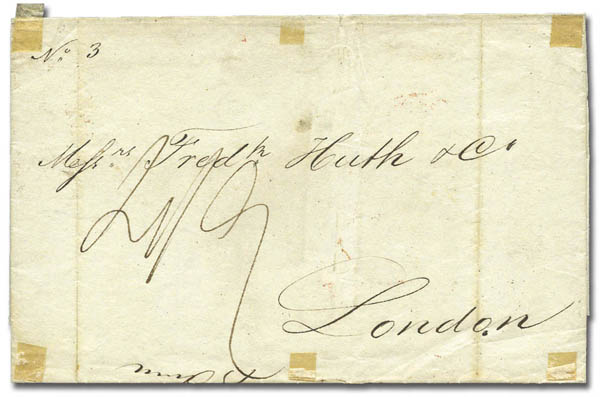 No. 3
Messrs. Fredk. Huth & Co.
London